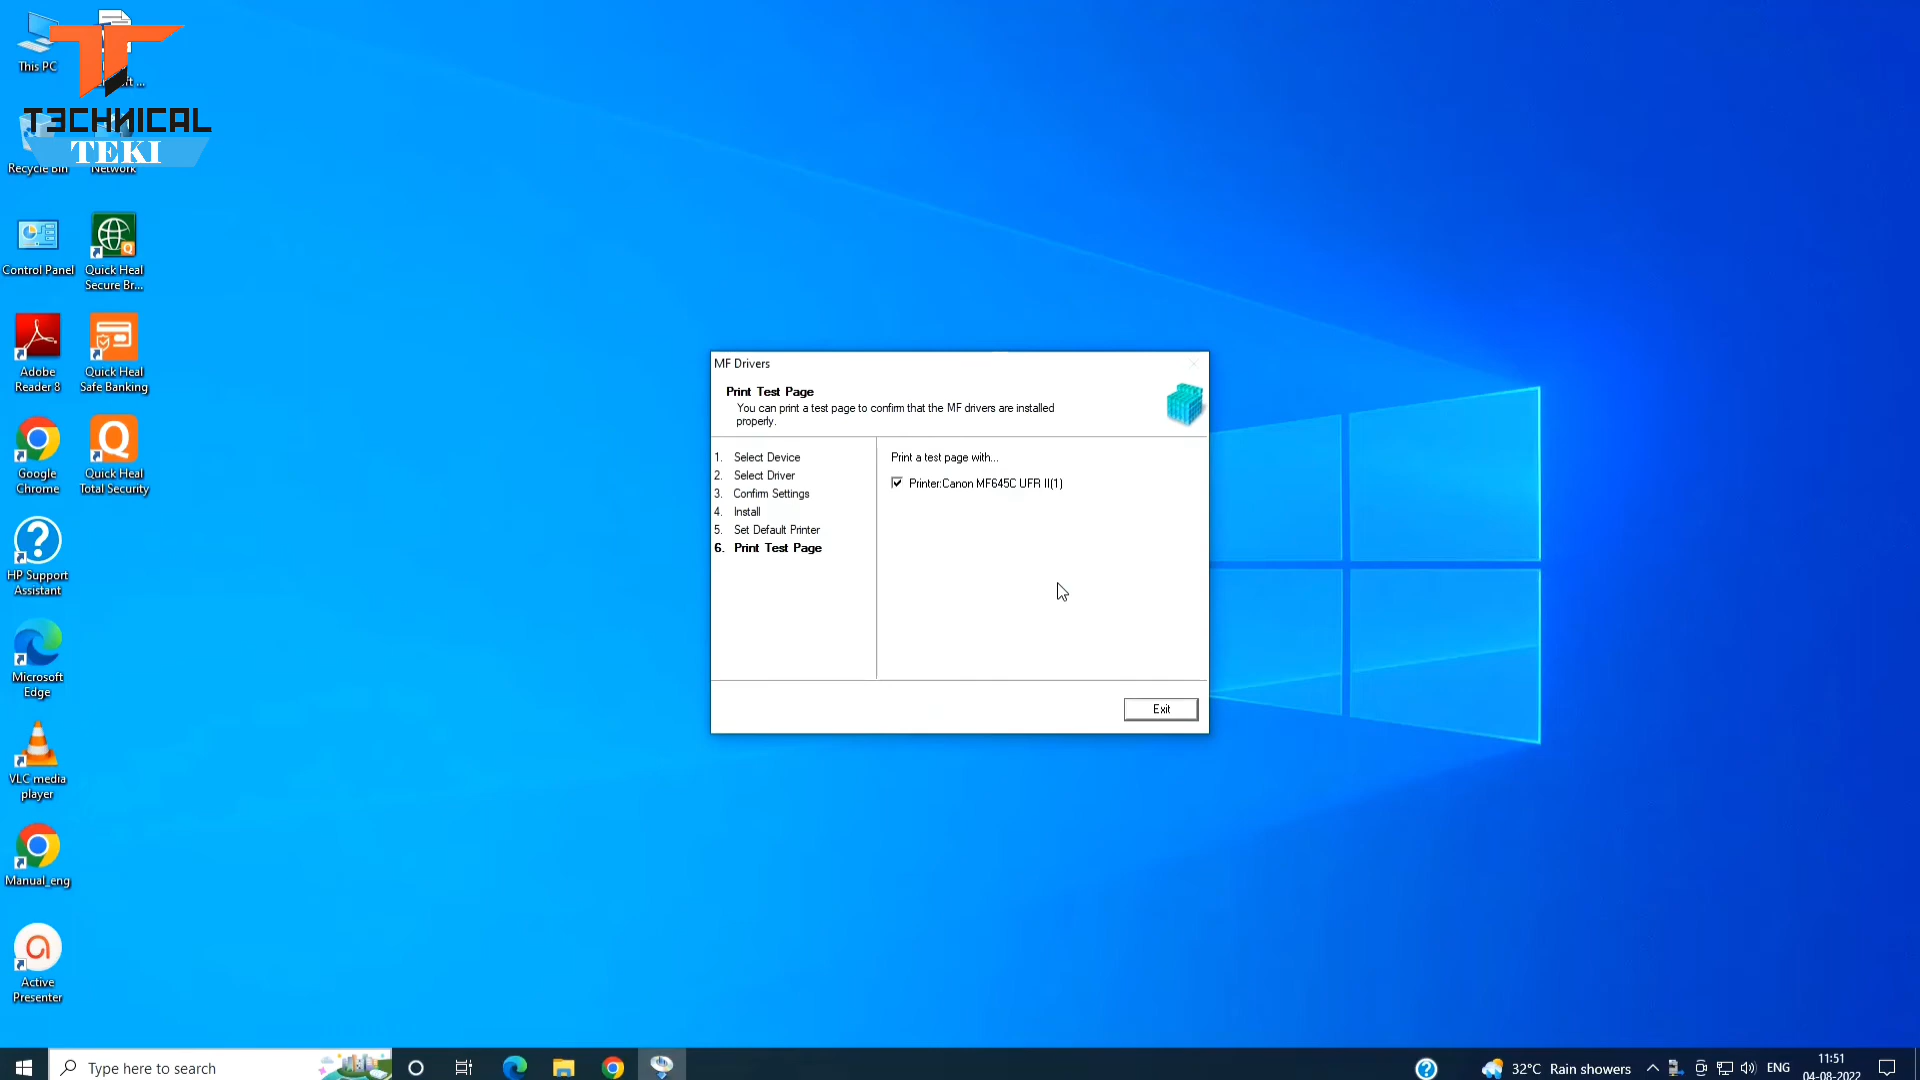 This PC
TECHNICAL
TEKI
Recycle Bin
Network
Control Panel
Quick Heal
Secure Br...
Adobe
Reader 8
Quick Heal
Safe Banking
Google
Chrome
Quick Heal
Total Security
HP Support
Assistant
Microsoft
Edge
VLC media
player
Manual_eng
Active
Presenter
MF Drivers
Print Test Page
You can print a test page to confirm that the MF drivers are installed
properly.
1. Select Device
2. Select Driver
3. Confirm Settings
4. Install
5. Set Default Printer
6. Print Test Page
Print a test page with...
Printer:Canon MF645C UFR II(1)
Exit
Type here to search
32°C Rain showers
ENG
11:51
04-08-2022